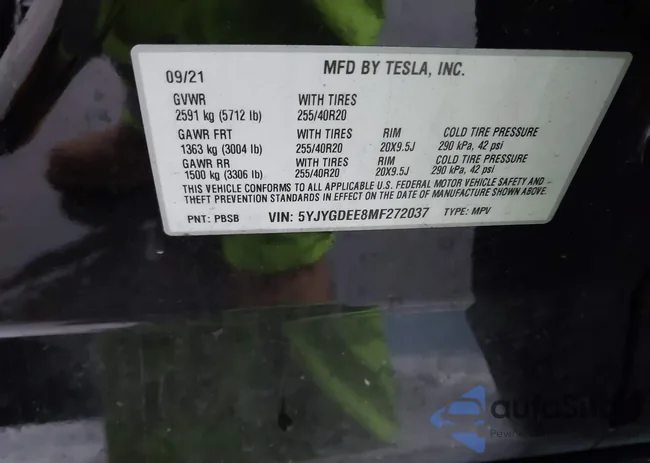 09/21 MFD BY TESLA, INC.
GVWR WITH TIRES
2591 kg (5712 lb) 255/40R20
GAWR FRT WITH TIRES RIM COLD TIRE PRESSURE
1363 kg (3004 lb) 255/40R20 20X9.5J 290 kPa, 42 psi
GAWR RR WITH TIRES RIM COLD TIRE PRESSURE
1500 kg (3306 lb) 255/40R20 20X9.5J 290 kPa, 42 psi
THIS VEHICLE CONFORMS TO ALL APPLICABLE U.S. FEDERAL MOTOR VEHICLE SAFETY AND
THEFT PREVENTION STANDARDS IN EFFECT ON THE DATE OF MANUFACTURE SHOWN ABOVE.
PNT: PBSB VIN: 5YJYGDEE8MF272037 TYPE: MPV